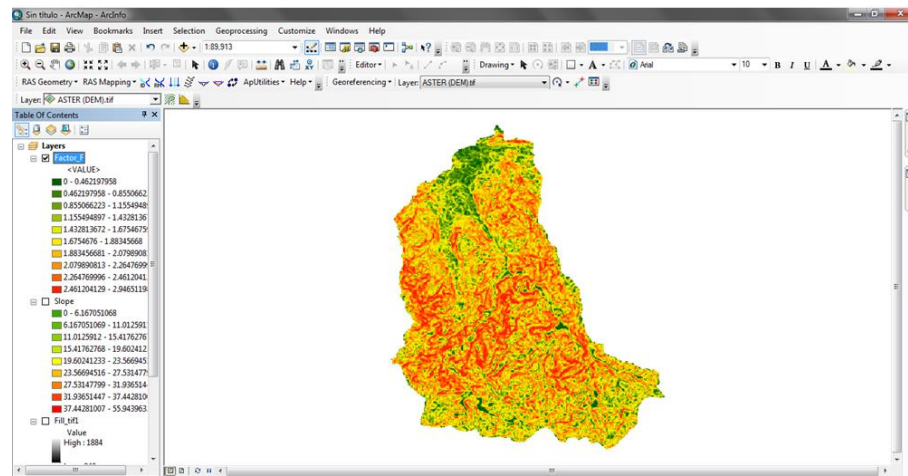 Sin título - ArcMap - ArcInfo
File Edit View Bookmarks Insert Selection Geoprocessing Customize Windows Help
1:89,913
Editor
Drawing
Arial
10
B I U A
RAS Geometry RAS Mapping ApUtilities Help Georeferencing Layer: ASTER (DEM).tif
Layer: ASTER (DEM).tif
Table Of Contents
Layers
Factor_F
<VALUE>
0 - 0.462197958
0.462197958 - 0.8550662
0.855066223 - 1.1554948
1.155494897 - 1.4328136
1.432813672 - 1.6754675
1.6754676 - 1.88345668
1.883456681 - 2.0798908
2.079890813 - 2.2647699
2.264769996 - 2.461204
2.461204129 - 2.9465119
Slope
0 - 6.167051068
6.167051069 - 11.012591
11.0125912 - 15.4176276
15.41762768 - 19.60241
19.60241233 - 23.566945
23.56694516 - 27.53147
27.53147799 - 31.93651
31.93651447 - 37.44281
37.44281007 - 55.943963
Fill_tif1
Value
High : 1884